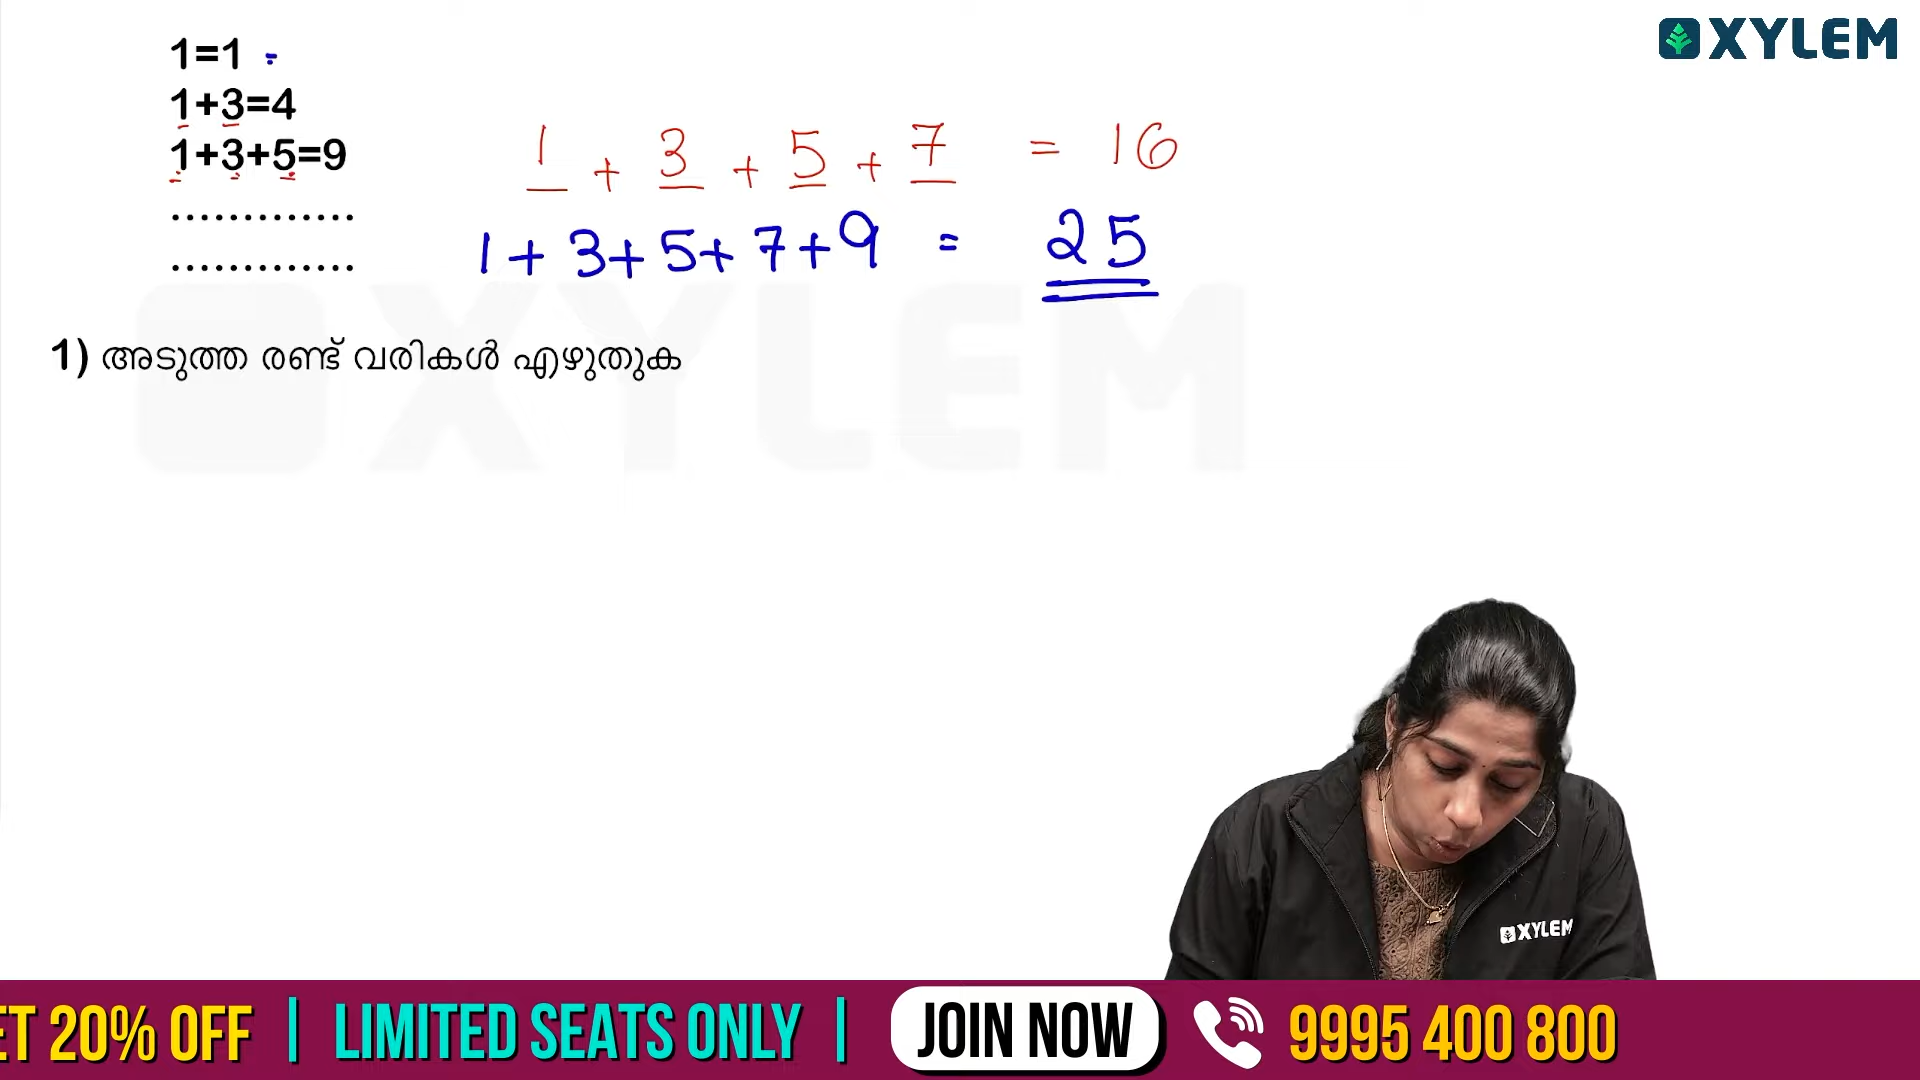 XYLEM
1=1 =
1+3=4
1+3+5=9
1 + 3 + 5 + 7 = 16
.............
1+ 3+ 5+ 7+9 = 25
.............
XYLEM
1) അടുത്ത രണ്ട് വരികൾ എഴുതുക
XYLEM
ET 20% OFF | LIMITED SEATS ONLY | JOIN NOW 9995 400 800